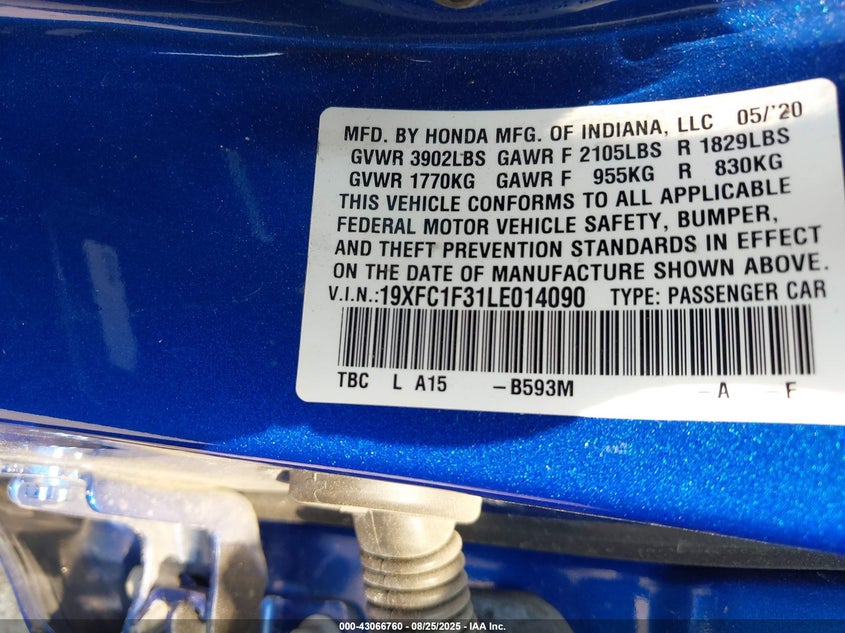 MFD. BY HONDA MFG. OF INDIANA, LLC 05/'20
GVWR 3902LBS GAWR F 2105LBS R 1829LBS
GVWR 1770KG GAWR F 955KG R 830KG
THIS VEHICLE CONFORMS TO ALL APPLICABLE
FEDERAL MOTOR VEHICLE SAFETY, BUMPER,
AND THEFT PREVENTION STANDARDS IN EFFECT
ON THE DATE OF MANUFACTURE SHOWN ABOVE.
V.I.N.:19XFC1F31LE014090 TYPE: PASSENGER CAR
TBC L A15 -B593M -A -F
000-43066760 - 08/25/2025 - IAA Inc.